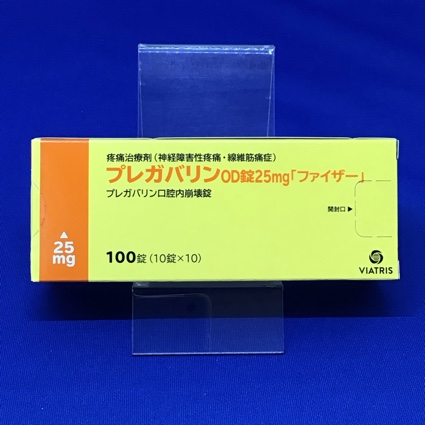 疼痛治療剤(神経障害性疼痛・線維筋痛症)
プレガバリンOD錠25mg「ファイザー」
プレガバリン口腔内崩壊錠
開封口▶
▲
25
mg
100錠(10錠×10)
VIATRIS